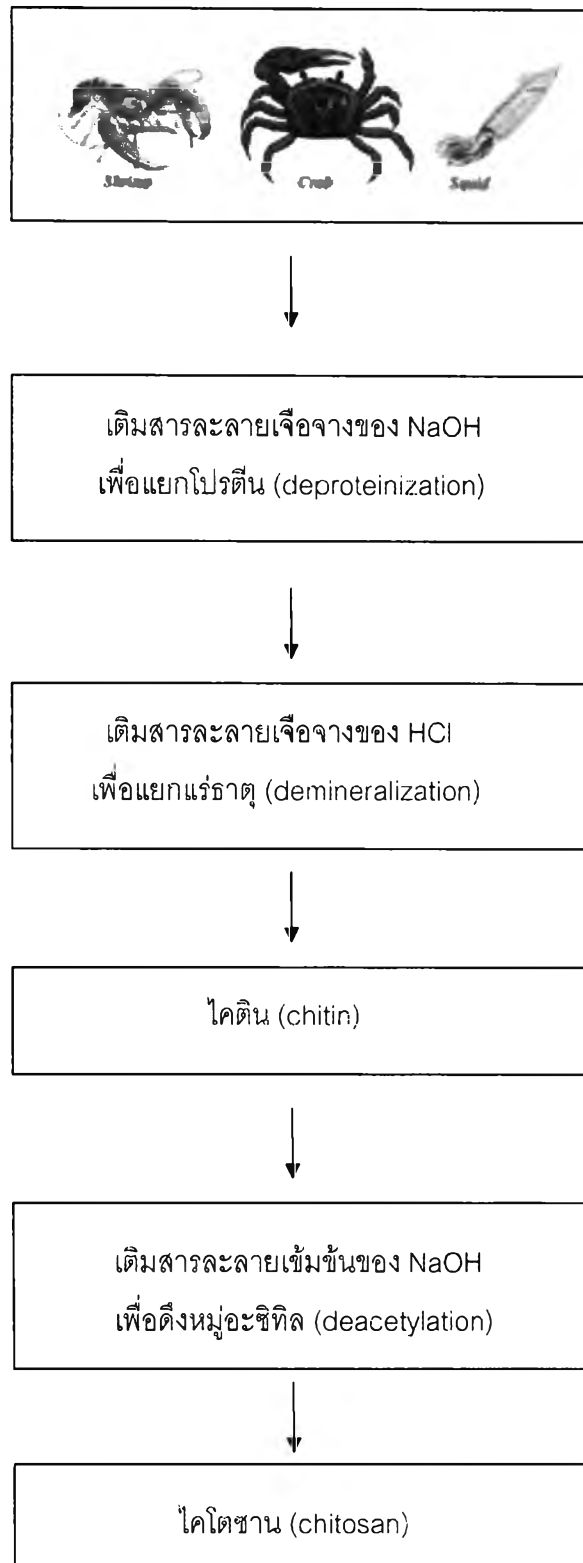 Shrimp Crab Squid
เติมสารละลายเจือจางของ NaOH
เพื่อแยกโปรตีน (deproteinization)
เติมสารละลายเจือจางของ HCl
เพื่อแยกแร่ธาตุ (demineralization)
ไคติน (chitin)
เติมสารละลายเข้มข้นของ NaOH
เพื่อดึงหมู่อะซิทิล (deacetylation)
ไคโตซาน (chitosan)